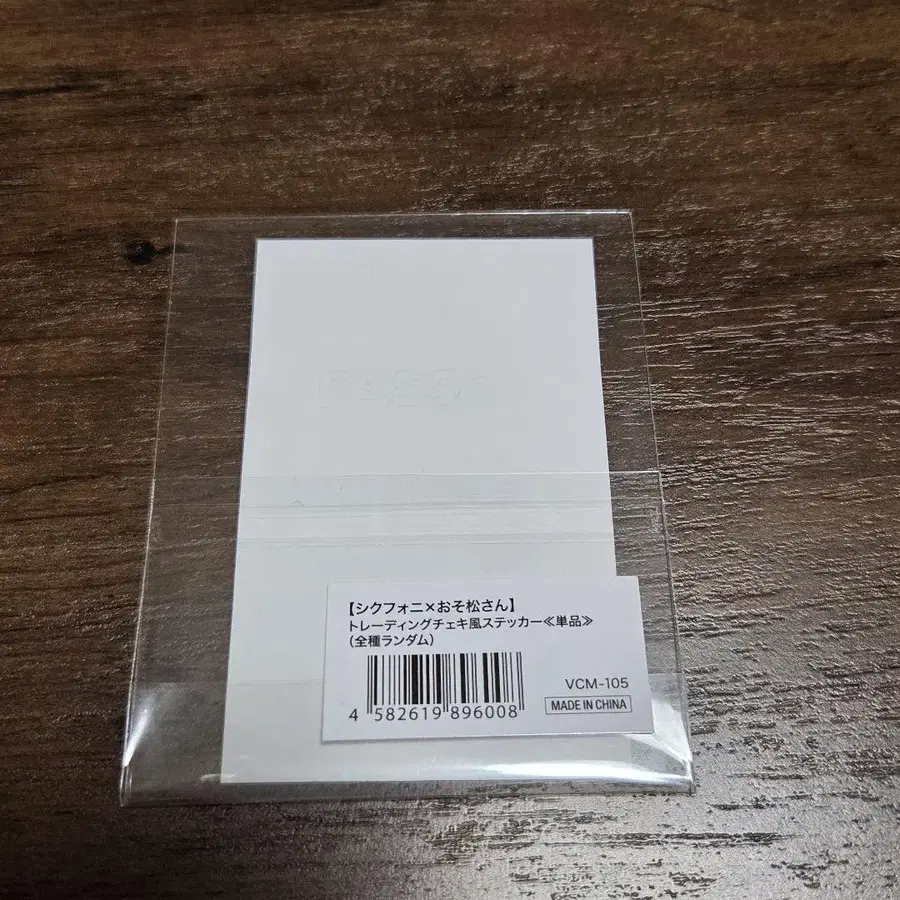 【シクフォニ×おそ松さん】
トレーディングチェキ風ステッカー≪単品≫
（全種ランダム）
VCM-105
4 582619 896008
MADE IN CHINA